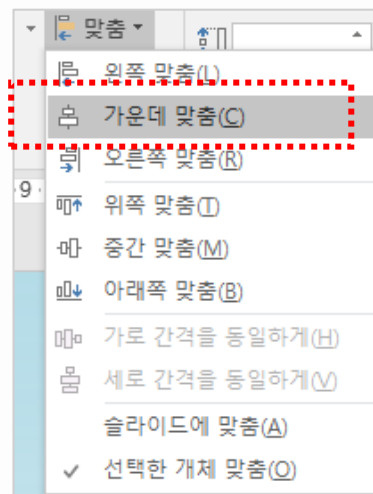 맞춤
왼쪽 맞춤(L)
가운데 맞춤(C)
오른쪽 맞춤(R)
9
위쪽 맞춤(T)
중간 맞춤(M)
아래쪽 맞춤(B)
가로 간격을 동일하게(H)
세로 간격을 동일하게(V)
슬라이드에 맞춤(A)
선택한 개체 맞춤(O)